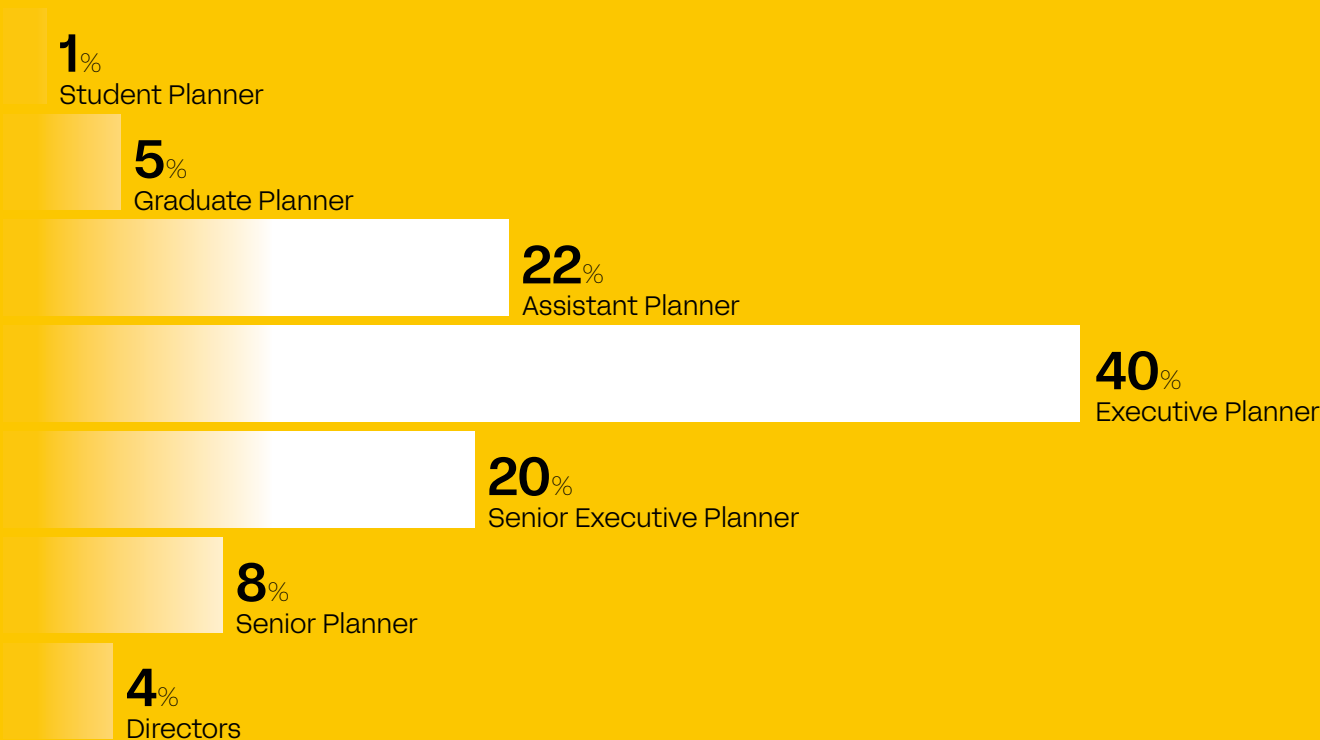 1%
Student Planner
5%
Graduate Planner
22%
Assistant Planner
40%
Executive Planner
20%
Senior Executive Planner
8%
Senior Planner
4%
Directors